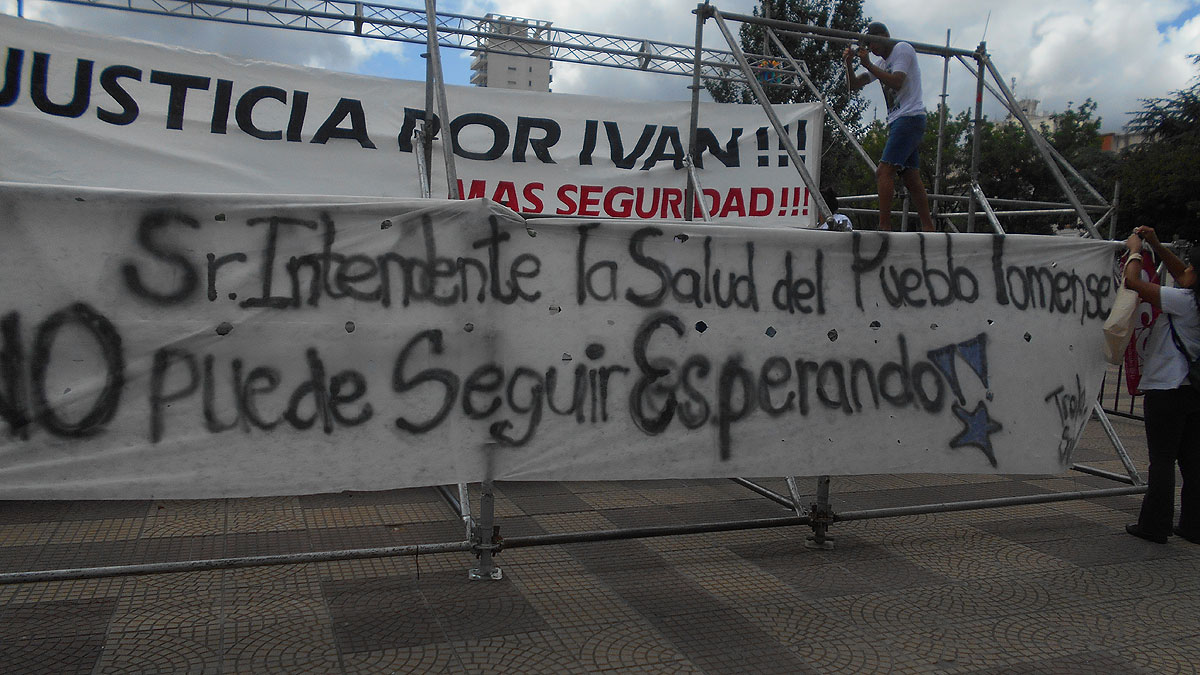 JUSTICIA POR IVAN !!!
MAS SEGURIDAD!!!
Sr. Intendente la Salud del Pueblo lomense
NO puede Seguir Esperando!!